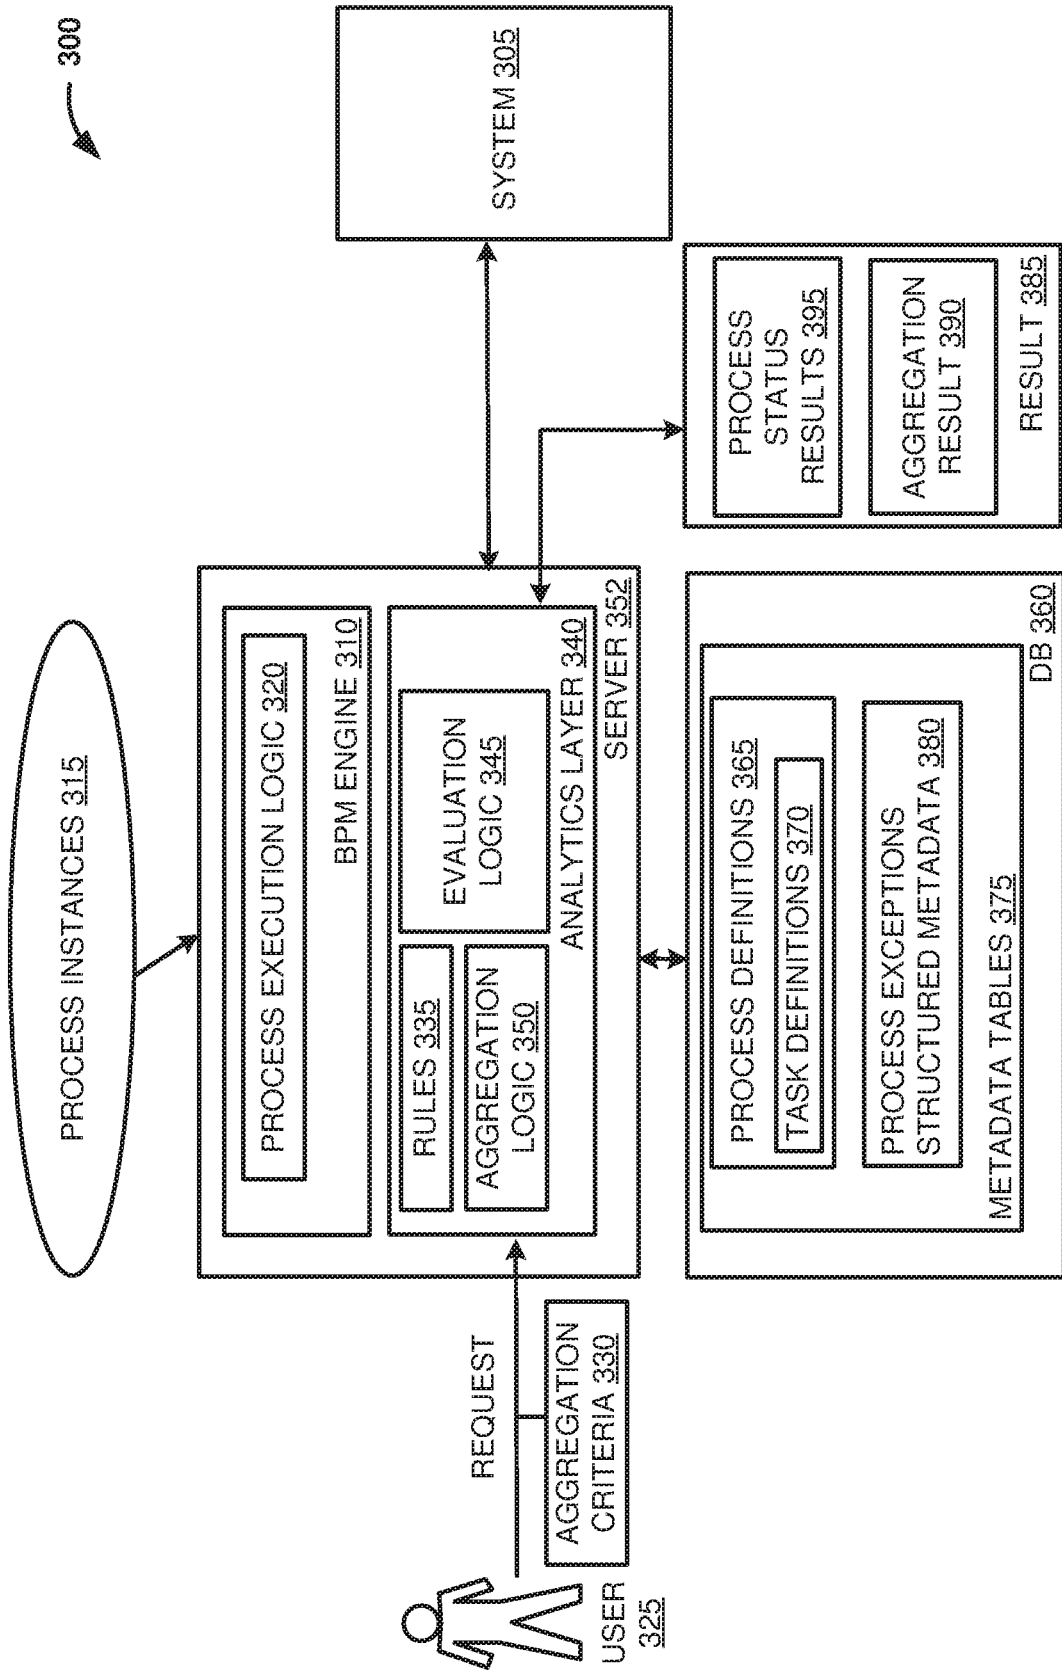 300
PROCESS INSTANCES 315
PROCESS EXECUTION LOGIC 320
BPM ENGINE 310
RULES 335
AGGREGATION
LOGIC 350
EVALUATION
LOGIC 345
ANALYTICS LAYER 340
SERVER 352
SYSTEM 305
REQUEST
AGGREGATION
CRITERIA 330
USER
325
PROCESS DEFINITIONS 365
TASK DEFINITIONS 370
PROCESS EXCEPTIONS
STRUCTURED METADATA 380
METADATA TABLES 375
DB 360
PROCESS
STATUS
RESULTS 395
AGGREGATION
RESULT 390
RESULT 385